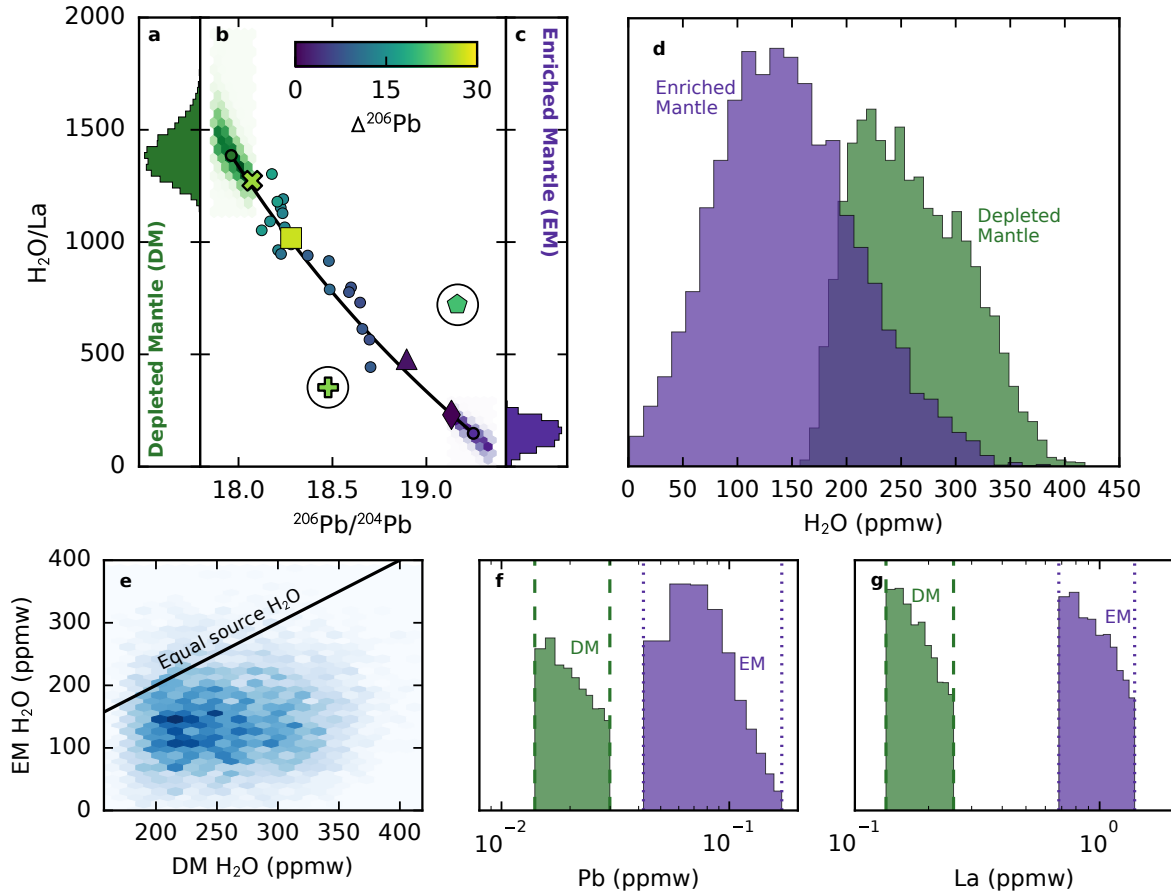 a
b
c
2000
1500
1000
500
0
H₂O/La
Depleted Mantle (DM)
0
30
Δ²⁰⁶Pb
Enriched Mantle (EM)
18.0
18.5
19.0
²⁰⁶Pb/²⁰⁴Pb
d
Enriched
Mantle
Depleted
Mantle
0
50
100
150
200
250
300
350
400
450
H₂O (ppmw)
e
400
300
200
100
0
EM H₂O (ppmw)
Equal source H₂O
200
250
300
350
400
DM H₂O (ppmw)
f
DM
EM
10⁻²
10⁻¹
Pb (ppmw)
g
DM
EM
10⁻¹
10⁰
La (ppmw)